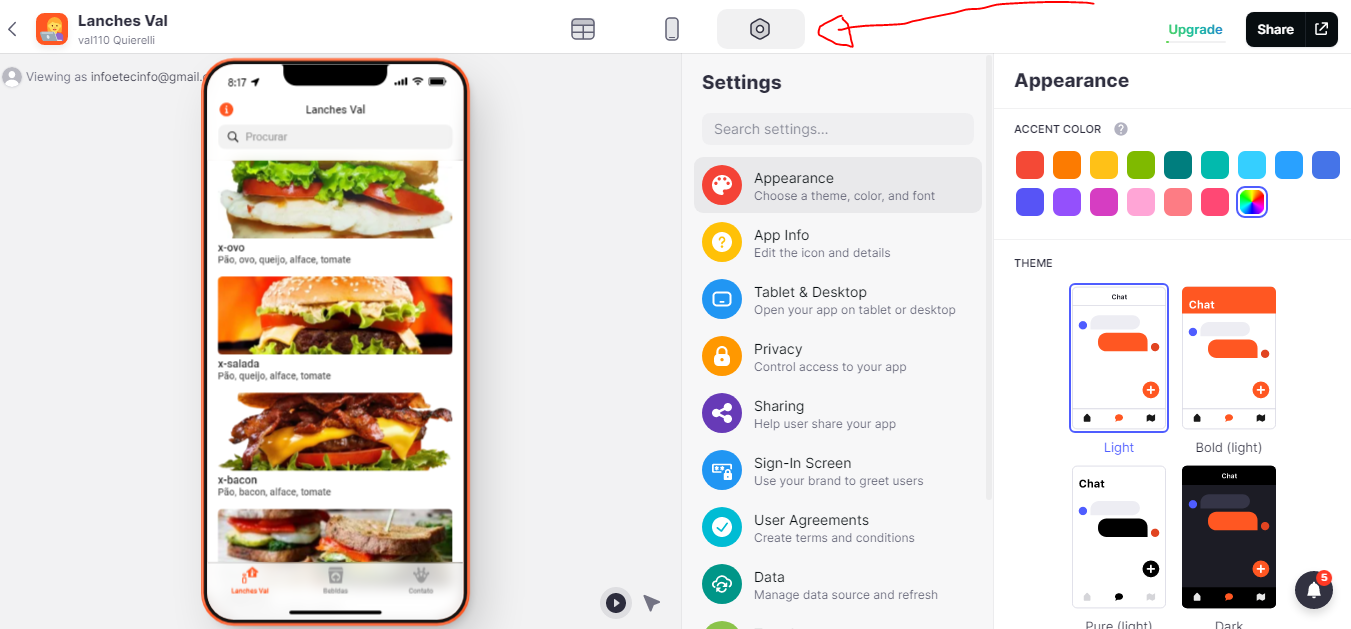 Lanches Val
val110 Quierelli
Upgrade
Share
Viewing as infoetecinfo@gmail.c
8:17
Lanches Val
Procurar
x-ovo
Pão, ovo, queijo, alface, tomate
x-salada
Pão, queijo, alface, tomate
x-bacon
Pão, bacon, alface, tomate
Lanches Val
Bebidas
Contato
Settings
Search settings...
Appearance
Choose a theme, color, and font
App Info
Edit the icon and details
Tablet & Desktop
Open your app on tablet or desktop
Privacy
Control access to your app
Sharing
Help user share your app
Sign-In Screen
Use your brand to greet users
User Agreements
Create terms and conditions
Data
Manage data source and refresh
Appearance
ACCENT COLOR ?
THEME
Chat
Chat
Light
Bold (light)
Chat
Chat
Pure (light)
Dark
5